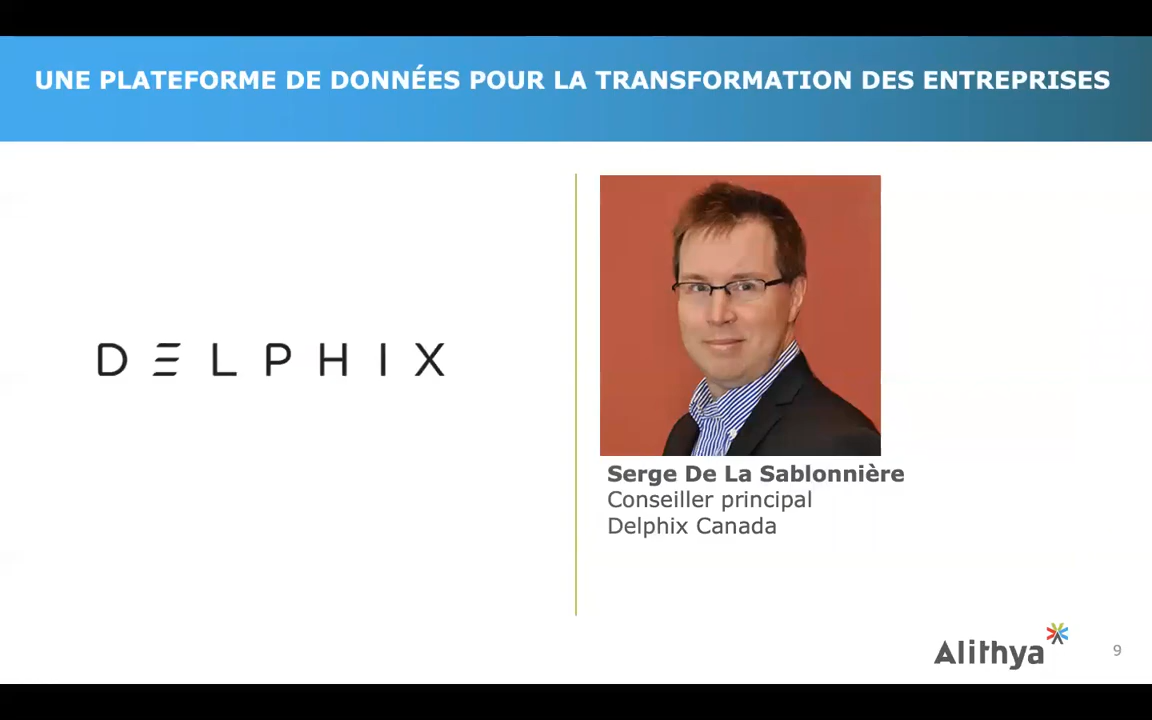 UNE PLATEFORME DE DONNÉES POUR LA TRANSFORMATION DES ENTREPRISES
DELPHIX
Serge De La Sablonnière
Conseiller principal
Delphix Canada
Alithya
9